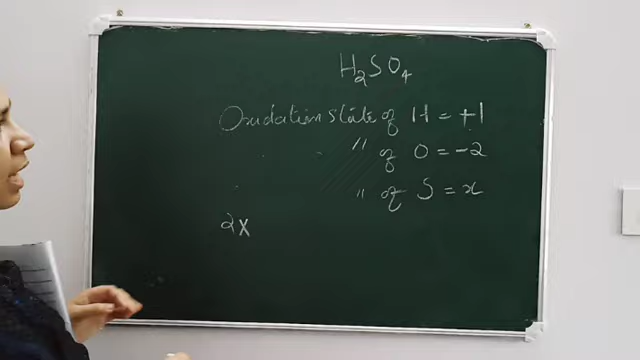 H₂SO₄
Oxidation state of H = +1
" of O = -2
" of S = x
2x